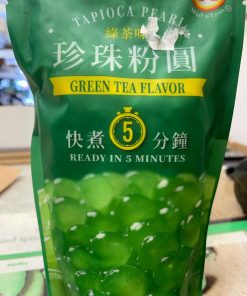 TAPIOCA PEARL
WUFUYUAN
綠茶味
珍珠粉圓
GREEN TEA FLAVOR
快煮 5 分鐘
READY IN 5 MINUTES